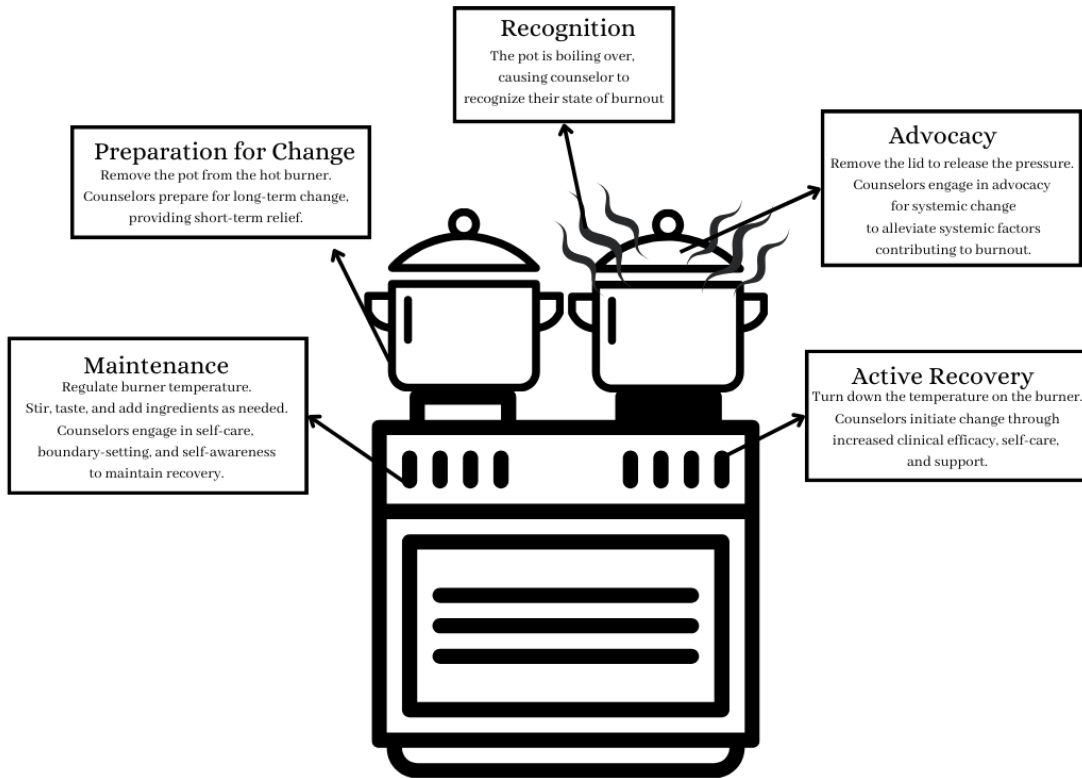 Recognition
The pot is boiling over,
causing counselor to
recognize their state of burnout
Preparation for Change
Remove the pot from the hot burner.
Counselors prepare for long-term change,
providing short-term relief.
Advocacy
Remove the lid to release the pressure.
Counselors engage in advocacy
for systemic change
to alleviate systemic factors
contributing to burnout.
Maintenance
Regulate burner temperature.
Stir, taste, and add ingredients as needed.
Counselors engage in self-care,
boundary-setting, and self-awareness
to maintain recovery.
Active Recovery
Turn down the temperature on the burner.
Counselors initiate change through
increased clinical efficacy, self-care,
and support.